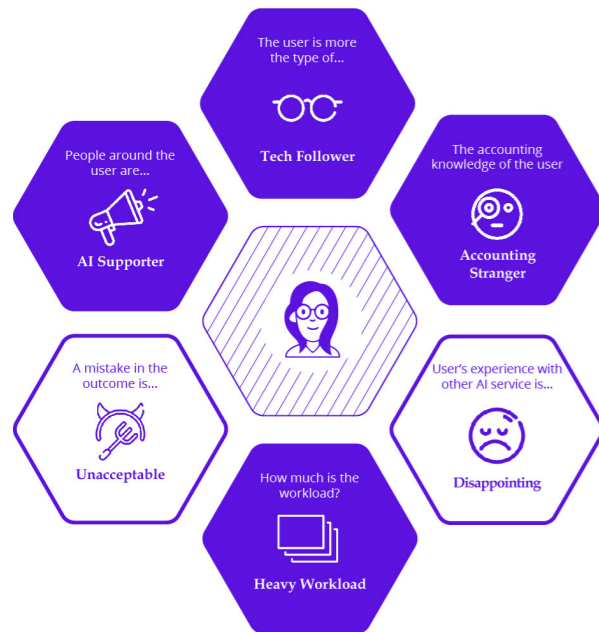 The user is more
the type of...
Tech Follower
People around the
user are...
AI Supporter
The accounting
knowledge of the user
Accounting
Stranger
A mistake in the
outcome is...
Unacceptable
User's experience with
other AI service is...
Disappointing
How much is the
workload?
Heavy Workload